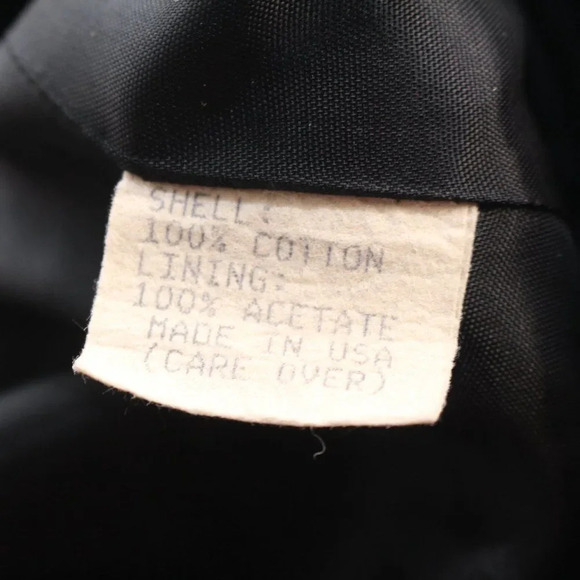 SHELL:
100% COTTON
LINING:
100% ACETATE
MADE IN USA
(CARE OVER)